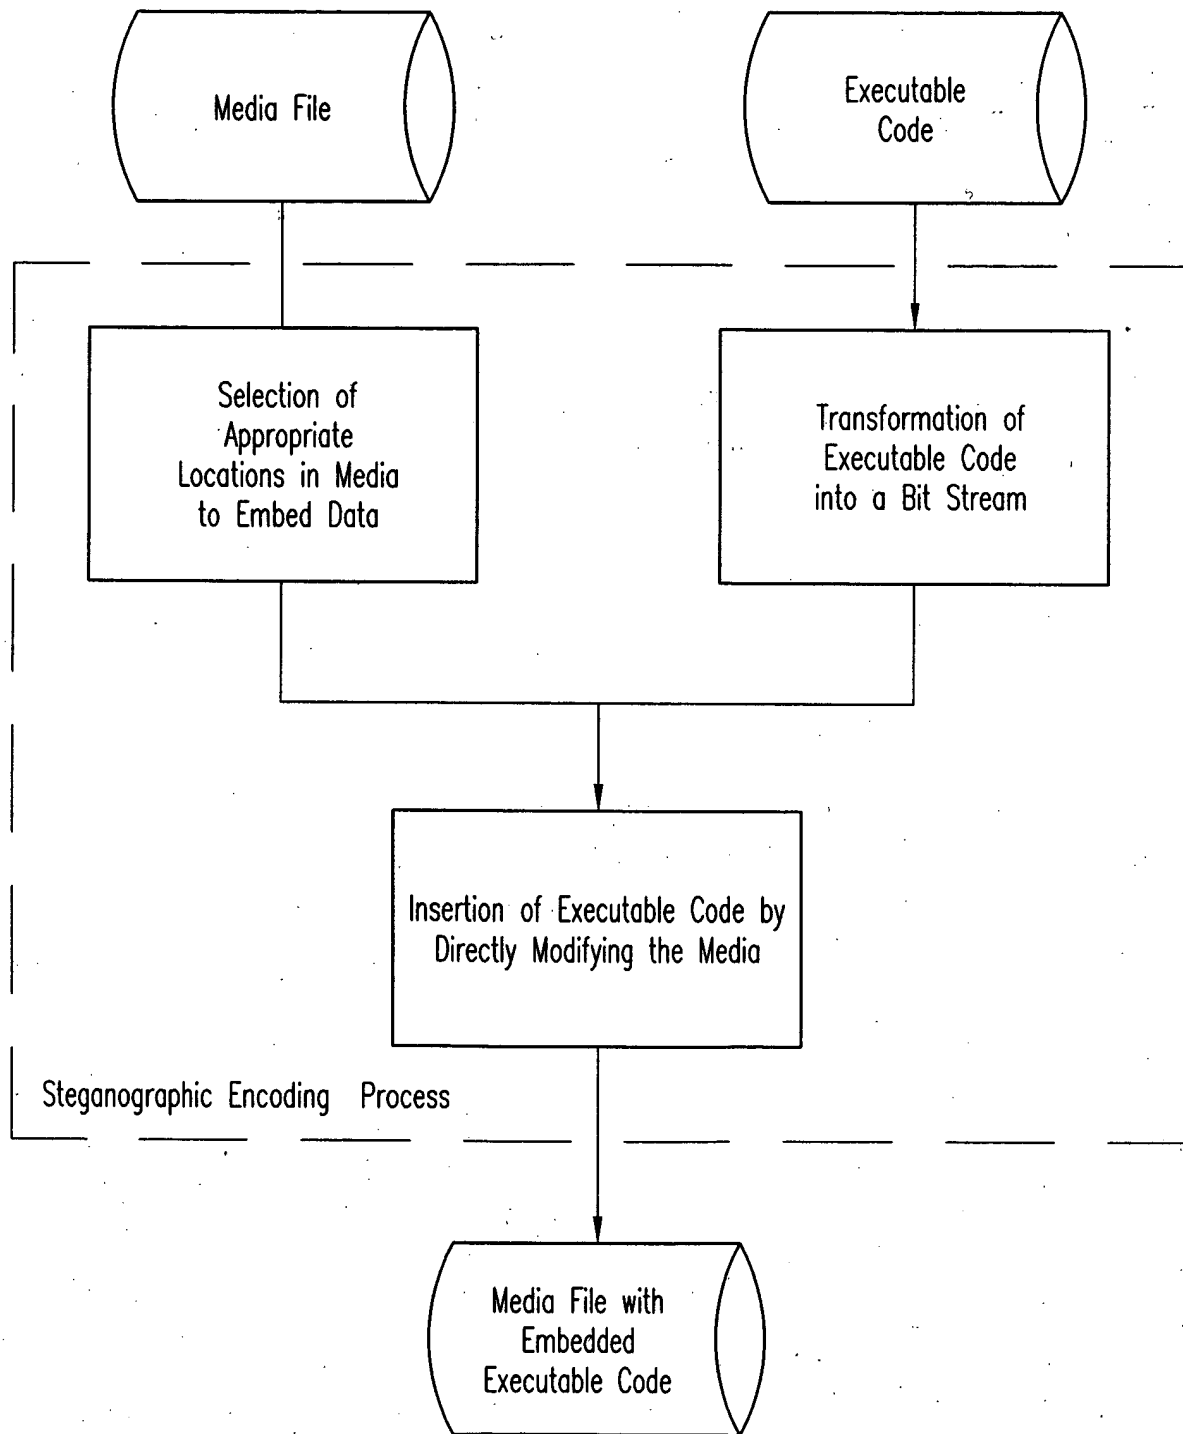 Media File
Executable
Code
Selection of
Appropriate
Locations in Media
to Embed Data
Transformation of
Executable Code
into a Bit Stream
Insertion of Executable Code by
Directly Modifying the Media
Steganographic Encoding Process
Media File with
Embedded
Executable Code